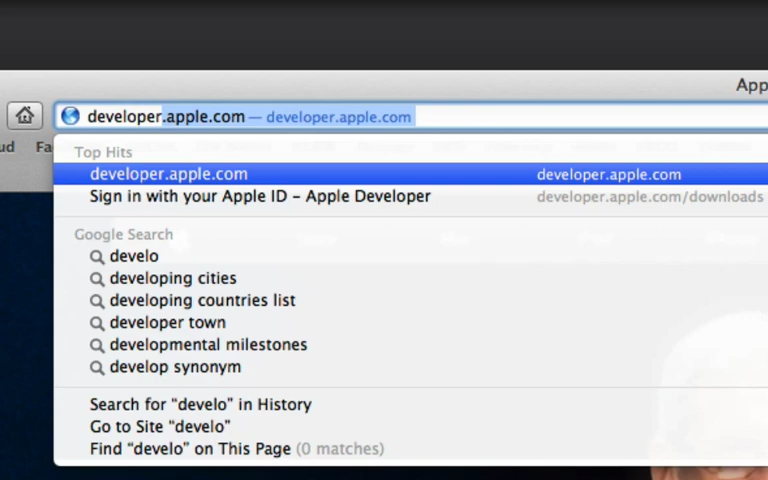 App
developer.apple.com — developer.apple.com
ud Fa
Top Hits
developer.apple.com developer.apple.com
Sign in with your Apple ID – Apple Developer developer.apple.com/downloads
Google Search
develo
developing cities
developing countries list
developer town
developmental milestones
develop synonym
Search for “develo” in History
Go to Site “develo”
Find “develo” on This Page (0 matches)